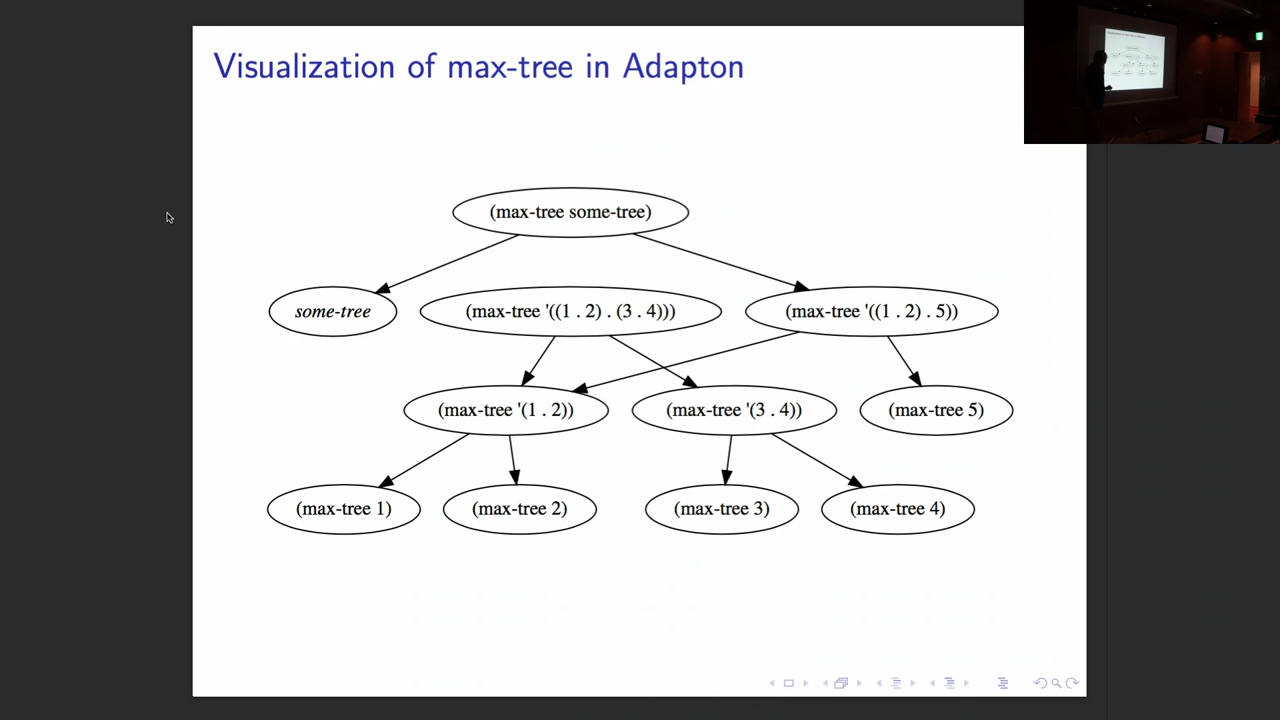 Visualization of max-tree in Adapton
(max-tree some-tree)
some-tree
(max-tree '((1 . 2) . (3 . 4)))
(max-tree '((1 . 2) . 5))
(max-tree '(1 . 2))
(max-tree '(3 . 4))
(max-tree 5)
(max-tree 1)
(max-tree 2)
(max-tree 3)
(max-tree 4)